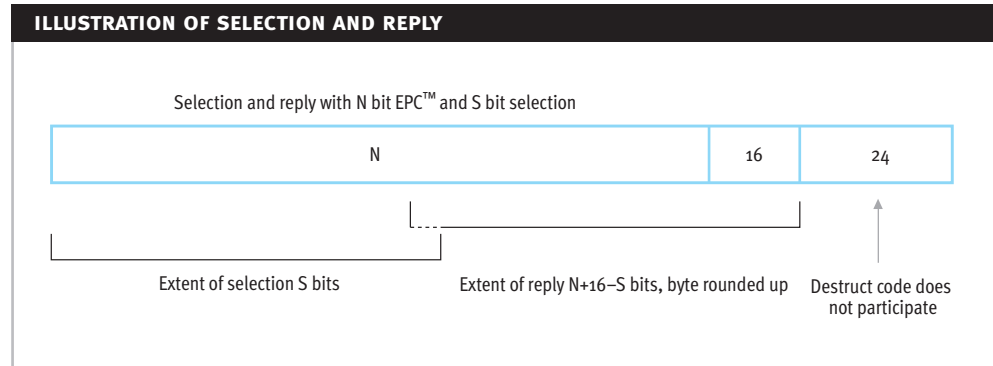 ILLUSTRATION OF SELECTION AND REPLY
Selection and reply with N bit EPC™ and S bit selection
N
16
24
Extent of selection S bits
Extent of reply N+16–S bits, byte rounded up
Destruct code does
not participate